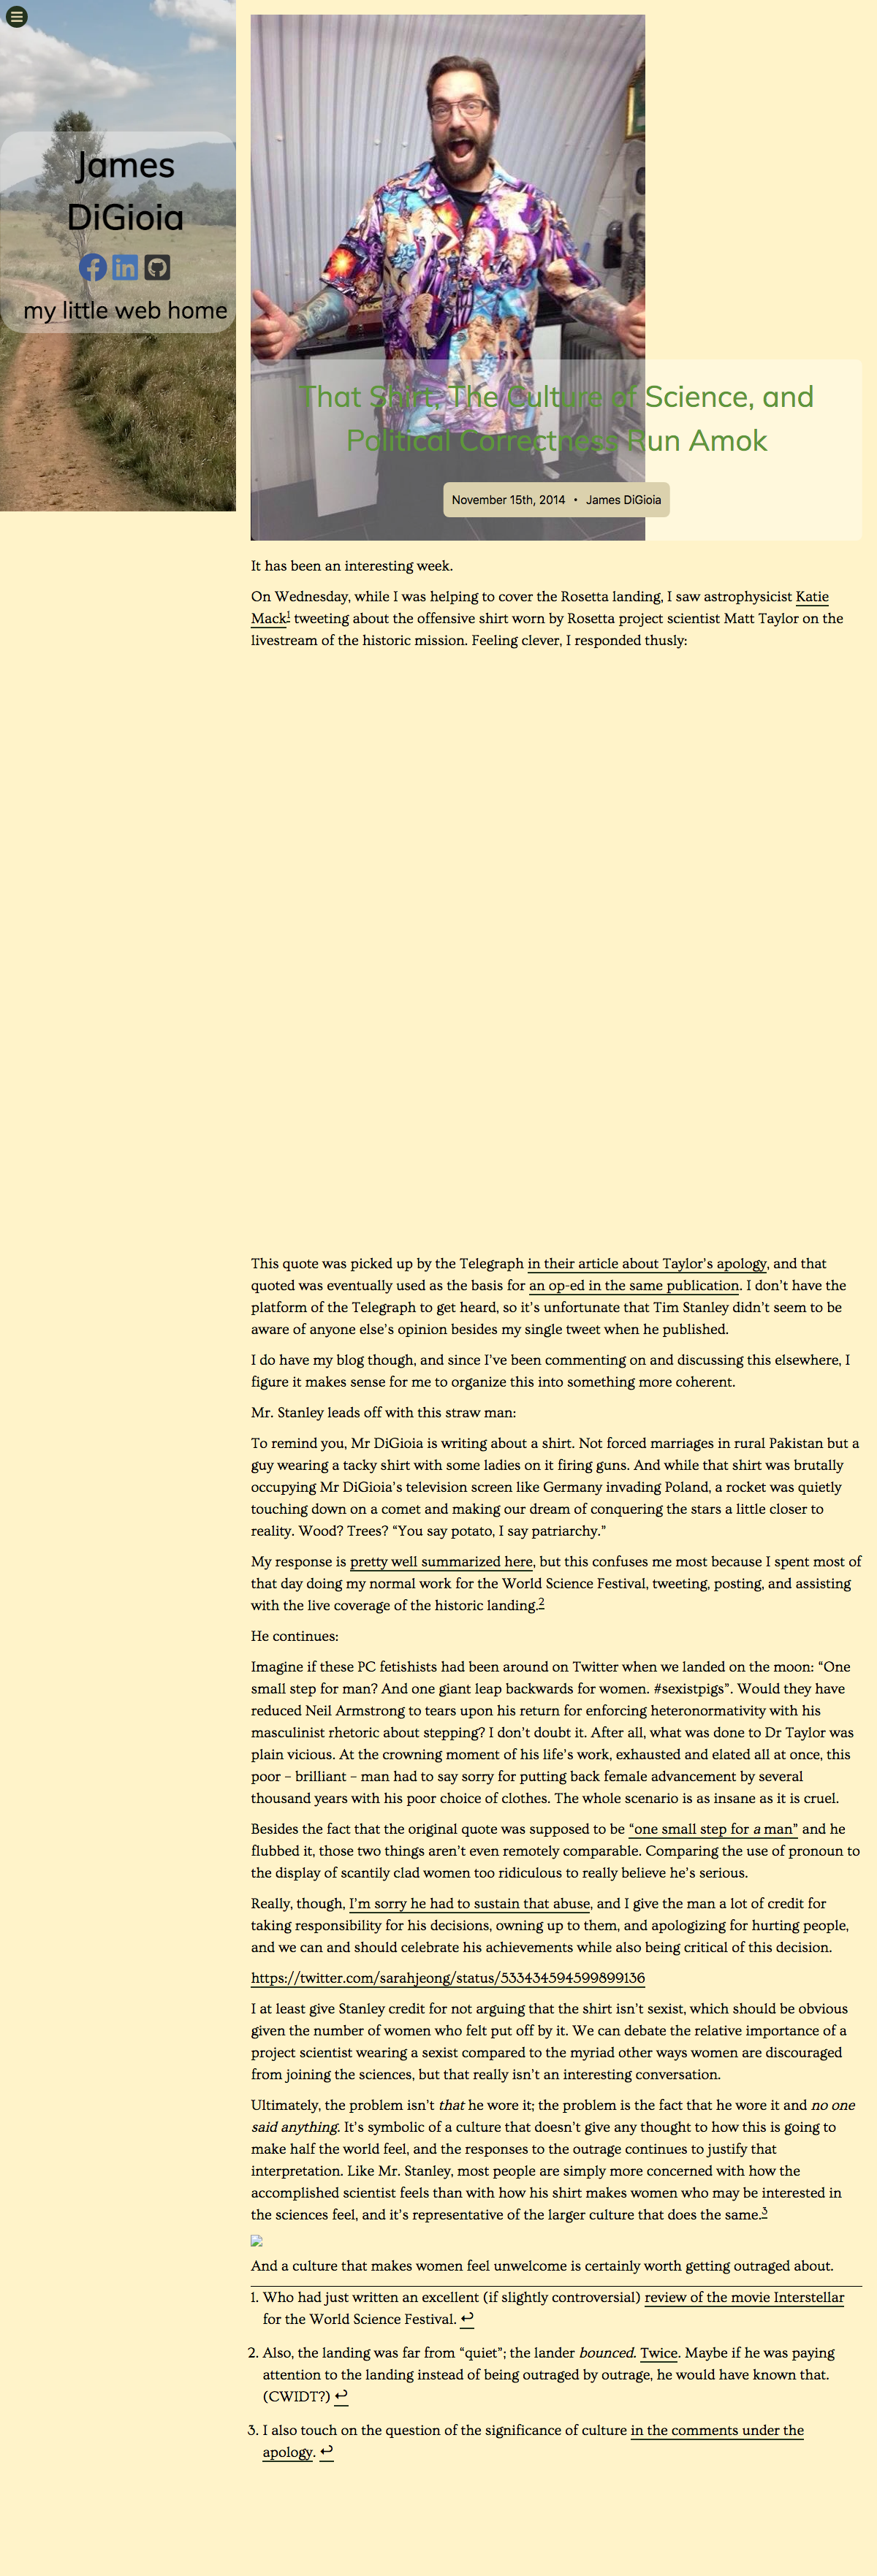 James
DiGioia
my little web home
That Shirt, The Culture of Science, and
Political Correctness Run Amok
November 15th, 2014 • James DiGioia
It has been an interesting week.
On Wednesday, while I was helping to cover the Rosetta landing, I saw astrophysicist Katie
Mack1 tweeting about the offensive shirt worn by Rosetta project scientist Matt Taylor on the
livestream of the historic mission. Feeling clever, I responded thusly:
This quote was picked up by the Telegraph in their article about Taylor’s apology, and that
quoted was eventually used as the basis for an op-ed in the same publication. I don’t have the
platform of the Telegraph to get heard, so it’s unfortunate that Tim Stanley didn’t seem to be
aware of anyone else’s opinion besides my single tweet when he published.
I do have my blog though, and since I’ve been commenting on and discussing this elsewhere, I
figure it makes sense for me to organize this into something more coherent.
Mr. Stanley leads off with this straw man:
To remind you, Mr DiGioia is writing about a shirt. Not forced marriages in rural Pakistan but a
guy wearing a tacky shirt with some ladies on it firing guns. And while that shirt was brutally
occupying Mr DiGioia’s television screen like Germany invading Poland, a rocket was quietly
touching down on a comet and making our dream of conquering the stars a little closer to
reality. Wood? Trees? “You say potato, I say patriarchy.”
My response is pretty well summarized here, but this confuses me most because I spent most of
that day doing my normal work for the World Science Festival, tweeting, posting, and assisting
with the live coverage of the historic landing.2
He continues:
Imagine if these PC fetishists had been around on Twitter when we landed on the moon: “One
small step for man? And one giant leap backwards for women. #sexistpigs”. Would they have
reduced Neil Armstrong to tears upon his return for enforcing heteronormativity with his
masculinist rhetoric about stepping? I don’t doubt it. After all, what was done to Dr Taylor was
plain vicious. At the crowning moment of his life’s work, exhausted and elated all at once, this
poor – brilliant – man had to say sorry for putting back female advancement by several
thousand years with his poor choice of clothes. The whole scenario is as insane as it is cruel.
Besides the fact that the original quote was supposed to be “one small step for a man” and he
flubbed it, those two things aren’t even remotely comparable. Comparing the use of pronoun to
the display of scantily clad women too ridiculous to really believe he’s serious.
Really, though, I’m sorry he had to sustain that abuse, and I give the man a lot of credit for
taking responsibility for his decisions, owning up to them, and apologizing for hurting people,
and we can and should celebrate his achievements while also being critical of this decision.
https://twitter.com/sarahjeong/status/533434594599899136
I at least give Stanley credit for not arguing that the shirt isn’t sexist, which should be obvious
given the number of women who felt put off by it. We can debate the relative importance of a
project scientist wearing a sexist compared to the myriad other ways women are discouraged
from joining the sciences, but that really isn’t an interesting conversation.
Ultimately, the problem isn’t that he wore it; the problem is the fact that he wore it and no one
said anything. It’s symbolic of a culture that doesn’t give any thought to how this is going to
make half the world feel, and the responses to the outrage continues to justify that
interpretation. Like Mr. Stanley, most people are simply more concerned with how the
accomplished scientist feels than with how his shirt makes women who may be interested in
the sciences feel, and it’s representative of the larger culture that does the same.3
And a culture that makes women feel unwelcome is certainly worth getting outraged about.
1. Who had just written an excellent (if slightly controversial) review of the movie Interstellar
for the World Science Festival. ↩
2. Also, the landing was far from “quiet”; the lander bounced. Twice. Maybe if he was paying
attention to the landing instead of being outraged by outrage, he would have known that.
(CWIDT?) ↩
3. I also touch on the question of the significance of culture in the comments under the
apology. ↩